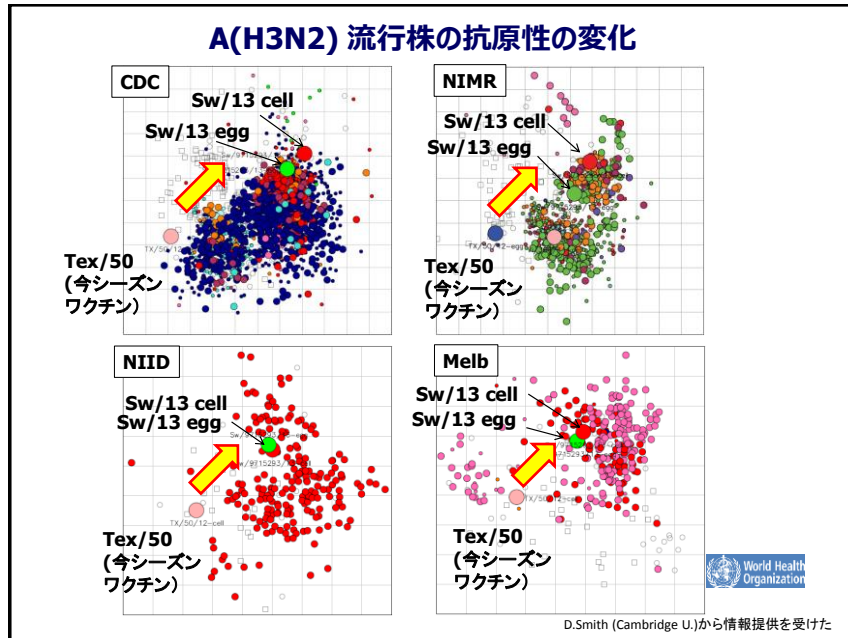 A(H3N2) 流行株の抗原性の変化
CDC
Sw/13 cell
Sw/13 egg
Tex/50
(今シーズン
ワクチン)
NIMR
Sw/13 cell
Sw/13 egg
Tex/50
(今シーズン
ワクチン)
NIID
Sw/13 cell
Sw/13 egg
TX/50/12-cell
Tex/50
(今シーズン
ワクチン)
Melb
Sw/13 cell
Sw/13 egg
Tex/50
(今シーズン
ワクチン)
World Health
Organization
D.Smith (Cambridge U.)から情報提供を受けた